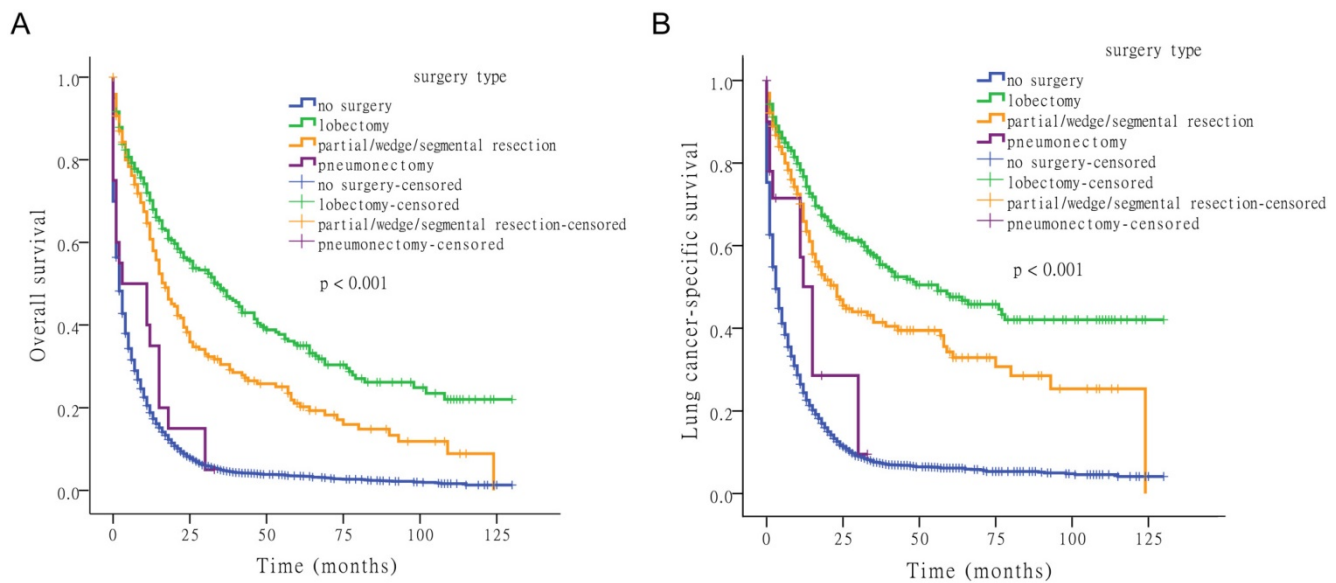 A
surgery type
no surgery
lobectomy
partial/wedge/segmental resection
pneumonectomy
no surgery-censored
lobectomy-censored
partial/wedge/segmental resection-censored
pneumonectomy-censored
p < 0.001
Overall survival
1.0
0.8
0.6
0.4
0.2
0.0
0
25
50
75
100
125
Time (months)
B
surgery type
no surgery
lobectomy
partial/wedge/segmental resection
pneumonectomy
no surgery-censored
lobectomy-censored
partial/wedge/segmental resection-censored
pneumonectomy-censored
p < 0.001
Lung cancer-specific survival
1.0
0.8
0.6
0.4
0.2
0.0
0
25
50
75
100
125
Time (months)